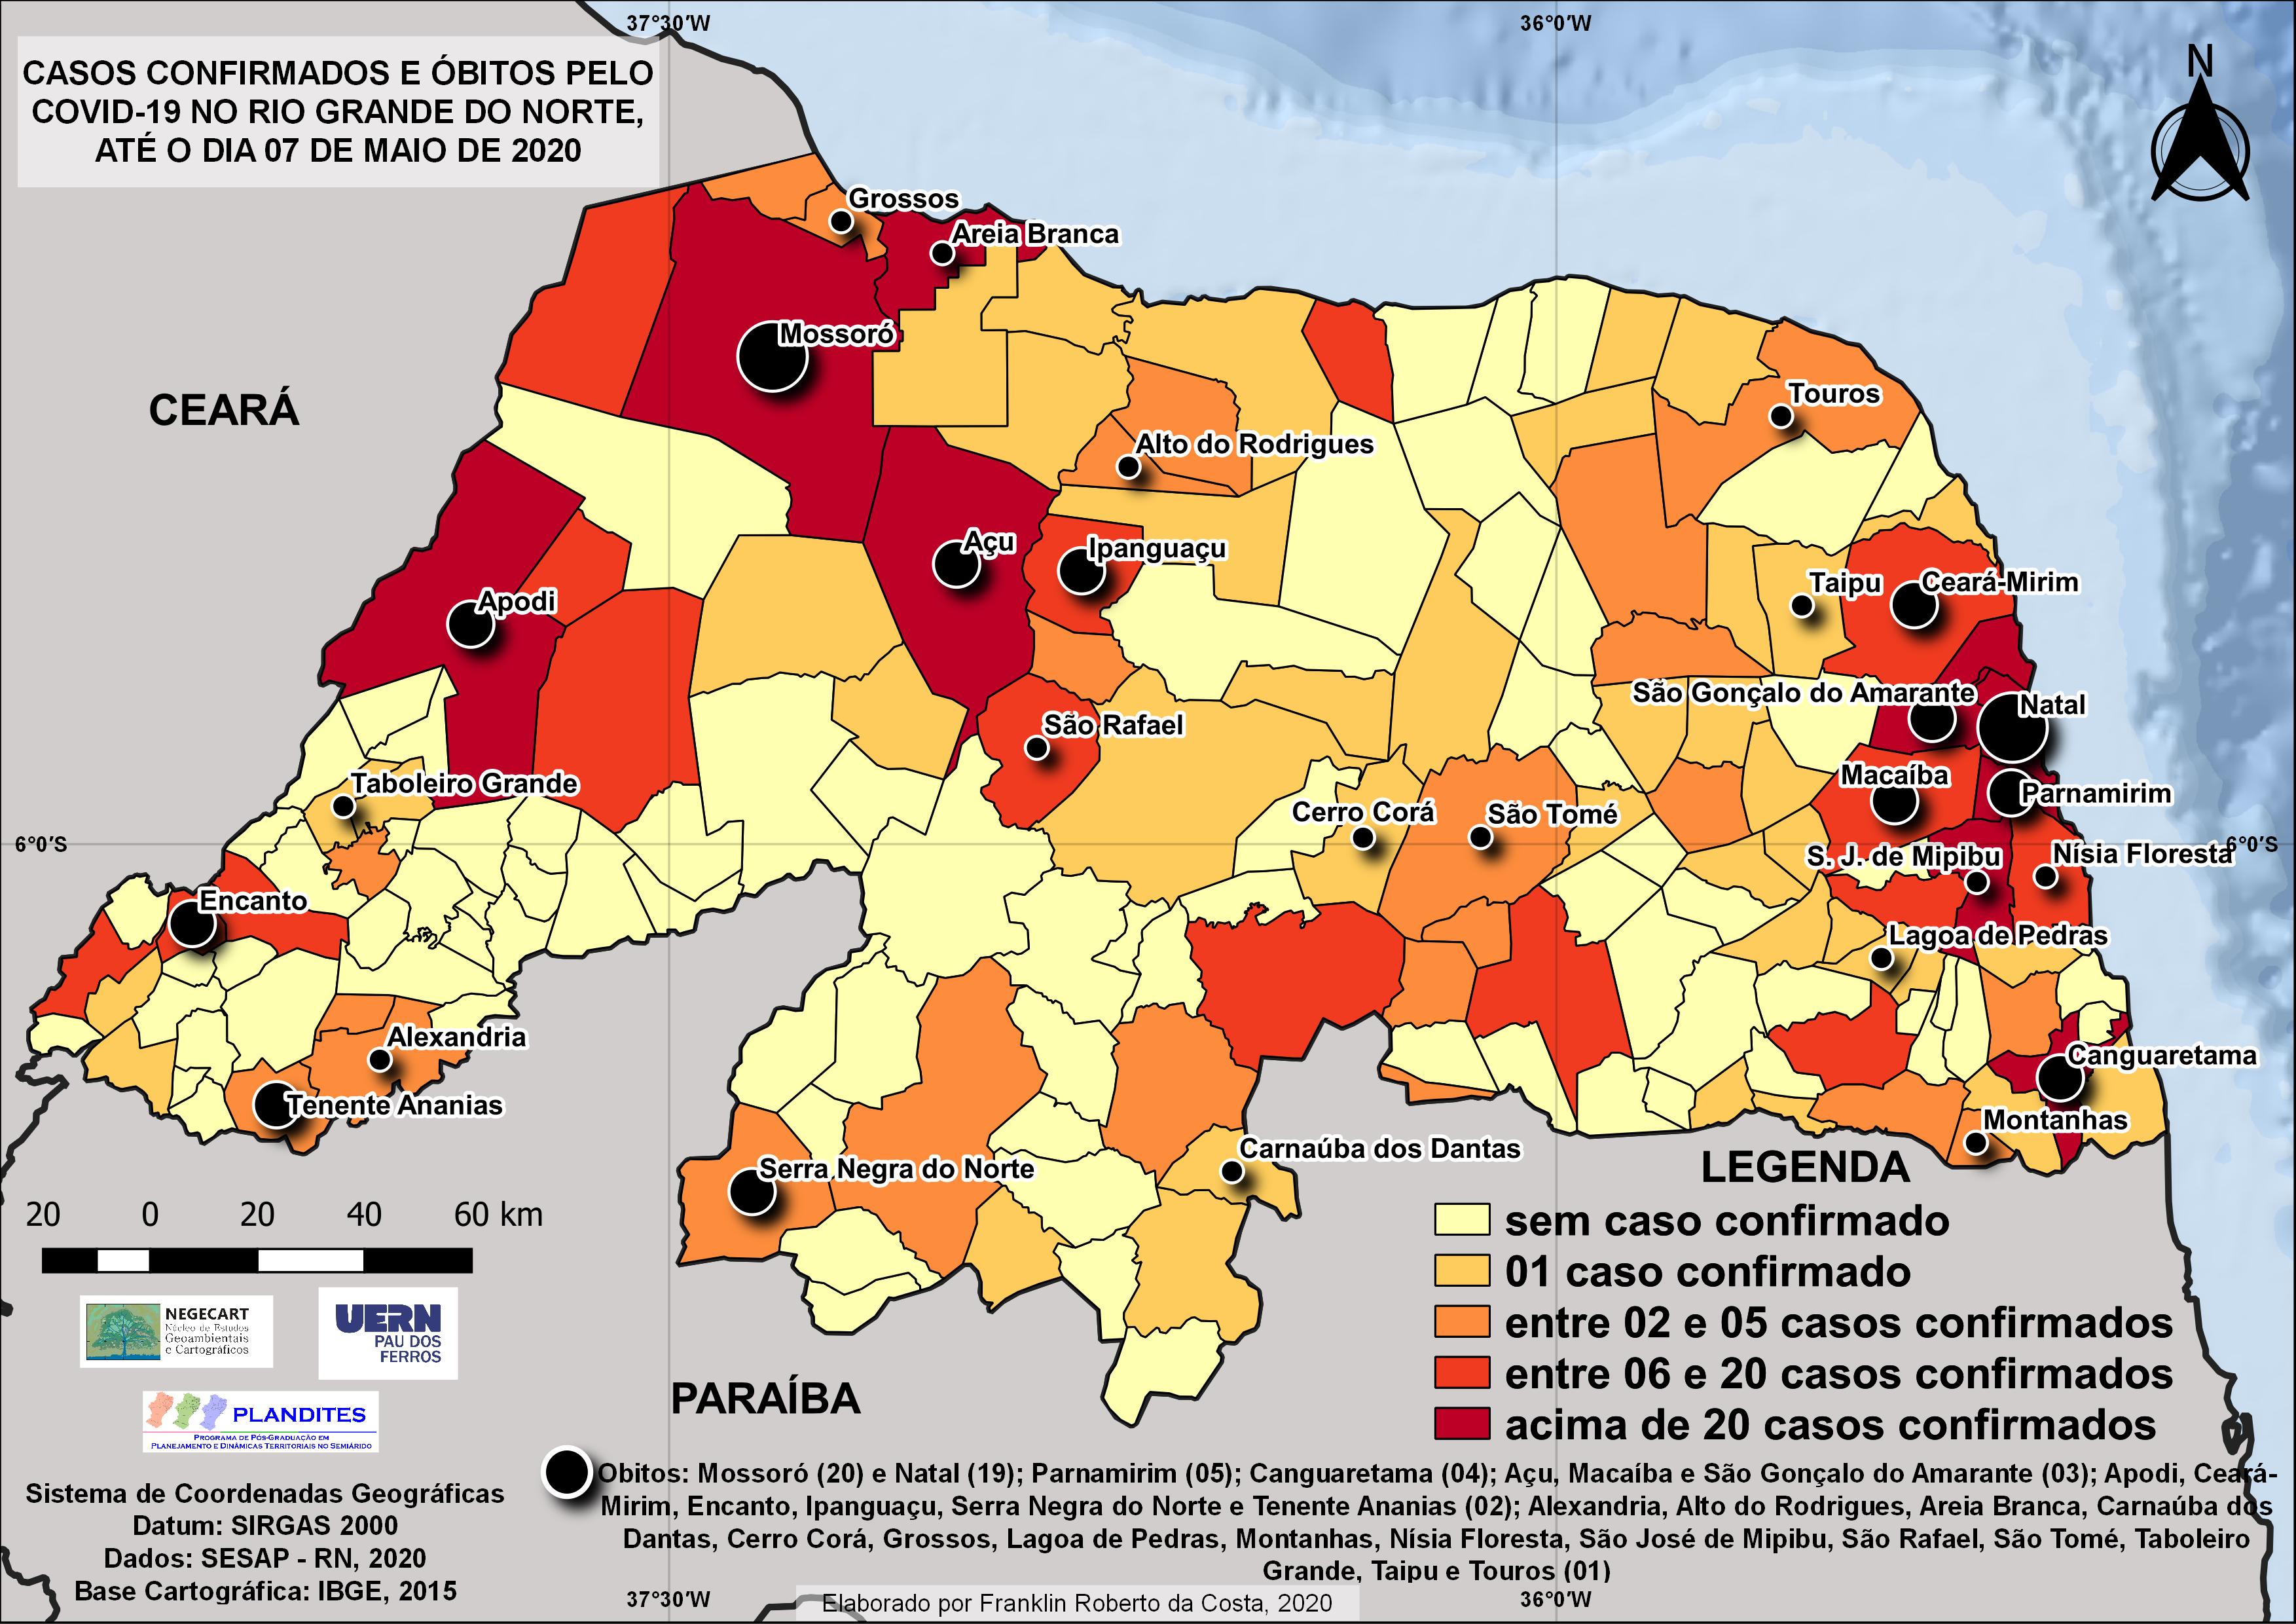 37°30′W
36°0′W
CASOS CONFIRMADOS E ÓBITOS PELO
COVID-19 NO RIO GRANDE DO NORTE,
ATÉ O DIA 07 DE MAIO DE 2020
N
Grossos
Areia Branca
Mossoró
CEARÁ
Touros
Alto do Rodrigues
Açu
Ipanguaçu
Taipu
Ceará-Mirim
Apodi
São Gonçalo do Amarante
Natal
São Rafael
Taboleiro Grande
Macaíba
Parnamirim
Cerro Corá
São Tomé
6°0′S
6°0′S
S. J. de Mipibu
Nísia Floresta
Encanto
Lagoa de Pedras
Alexandria
Canguaretama
Tenente Ananias
Montanhas
Carnaúba dos Dantas
Serra Negra do Norte
LEGENDA
sem caso confirmado
01 caso confirmado
entre 02 e 05 casos confirmados
entre 06 e 20 casos confirmados
acima de 20 casos confirmados
20 0 20 40 60 km
NEGECART
Núcleo de Estudos
Geoambientais
e Cartográficos
UERN
PAU DOS
FERROS
PARAÍBA
PLANDITES
PROGRAMA DE PÓS-GRADUAÇÃO EM
PLANEJAMENTO E DINÂMICAS TERRITORIAIS NO SEMIÁRIDO
Obitos: Mossoró (20) e Natal (19); Parnamirim (05); Canguaretama (04); Açu, Macaíba e São Gonçalo do Amarante (03); Apodi, Ceará-
Mirim, Encanto, Ipanguaçu, Serra Negra do Norte e Tenente Ananias (02); Alexandria, Alto do Rodrigues, Areia Branca, Carnaúba dos
Dantas, Cerro Corá, Grossos, Lagoa de Pedras, Montanhas, Nísia Floresta, São José de Mipibu, São Rafael, São Tomé, Taboleiro
Grande, Taipu e Touros (01)
Sistema de Coordenadas Geográficas
Datum: SIRGAS 2000
Dados: SESAP - RN, 2020
Base Cartográfica: IBGE, 2015
37°30′W
36°0′W
Elaborado por Franklin Roberto da Costa, 2020